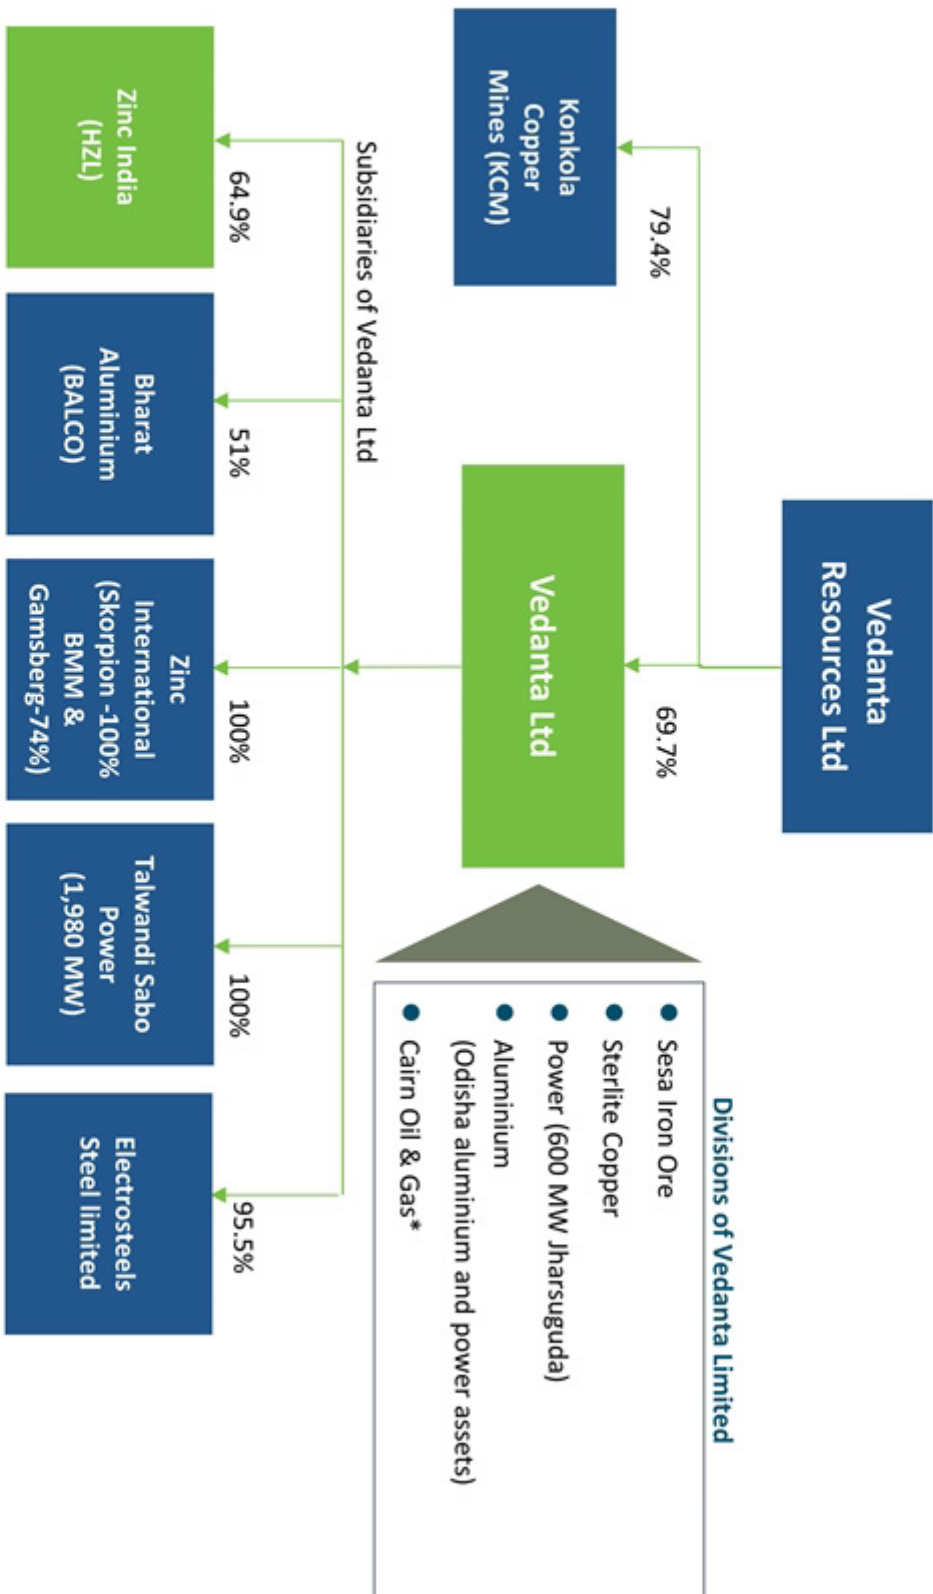 Vedanta
Resources Ltd
79.4%
69.7%
Konkola
Copper
Mines (KCM)
Vedanta Ltd
Divisions of Vedanta Limited
Sesa Iron Ore
Sterlite Copper
Power (600 MW Jharsuguda)
Aluminium
(Odisha aluminium and power assets)
Cairn Oil & Gas*
Subsidiaries of Vedanta Ltd
64.9%
51%
100%
100%
95.5%
Zinc India
(HZL)
Bharat
Aluminium
(BALCO)
Zinc
International
(Skorpion -100%
BMM &
Gamsberg-74%)
Talwandi Sabo
Power
(1,980 MW)
Electrosteels
Steel limited